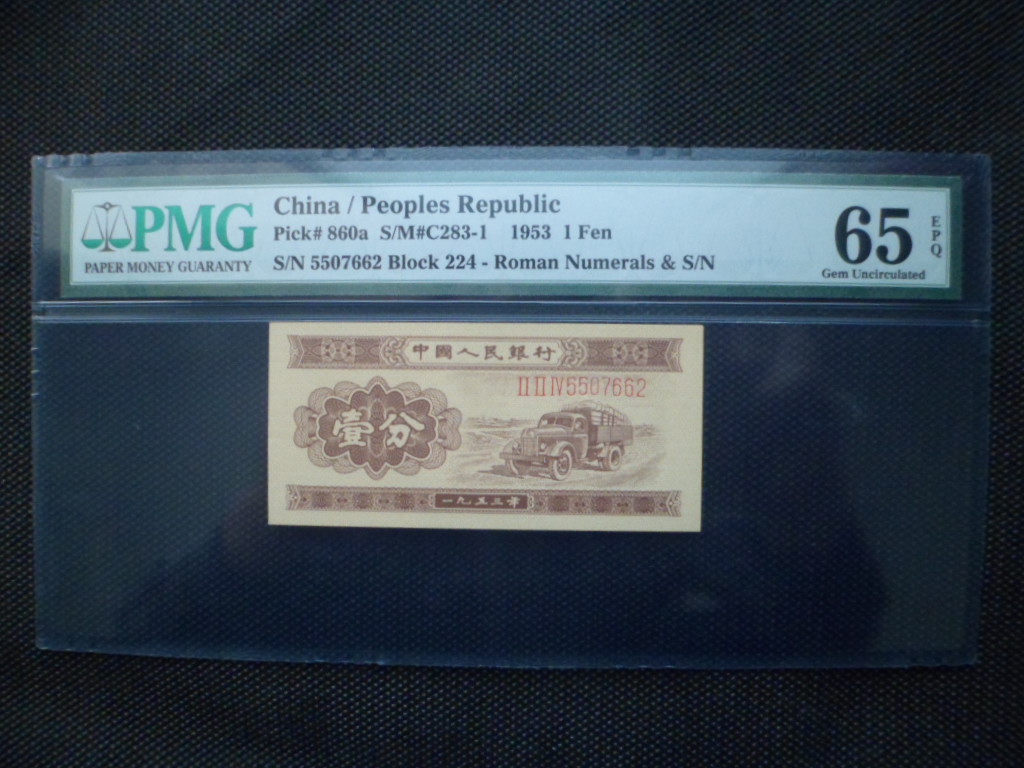 PMG
PAPER MONEY GUARANTY
China / Peoples Republic
Pick# 860a S/M#C283-1 1953 1 Fen
S/N 5507662 Block 224 - Roman Numerals & S/N
65
EPQ
Gem Uncirculated
中國人民銀行
II II IV 5507662
壹分
一九五三年